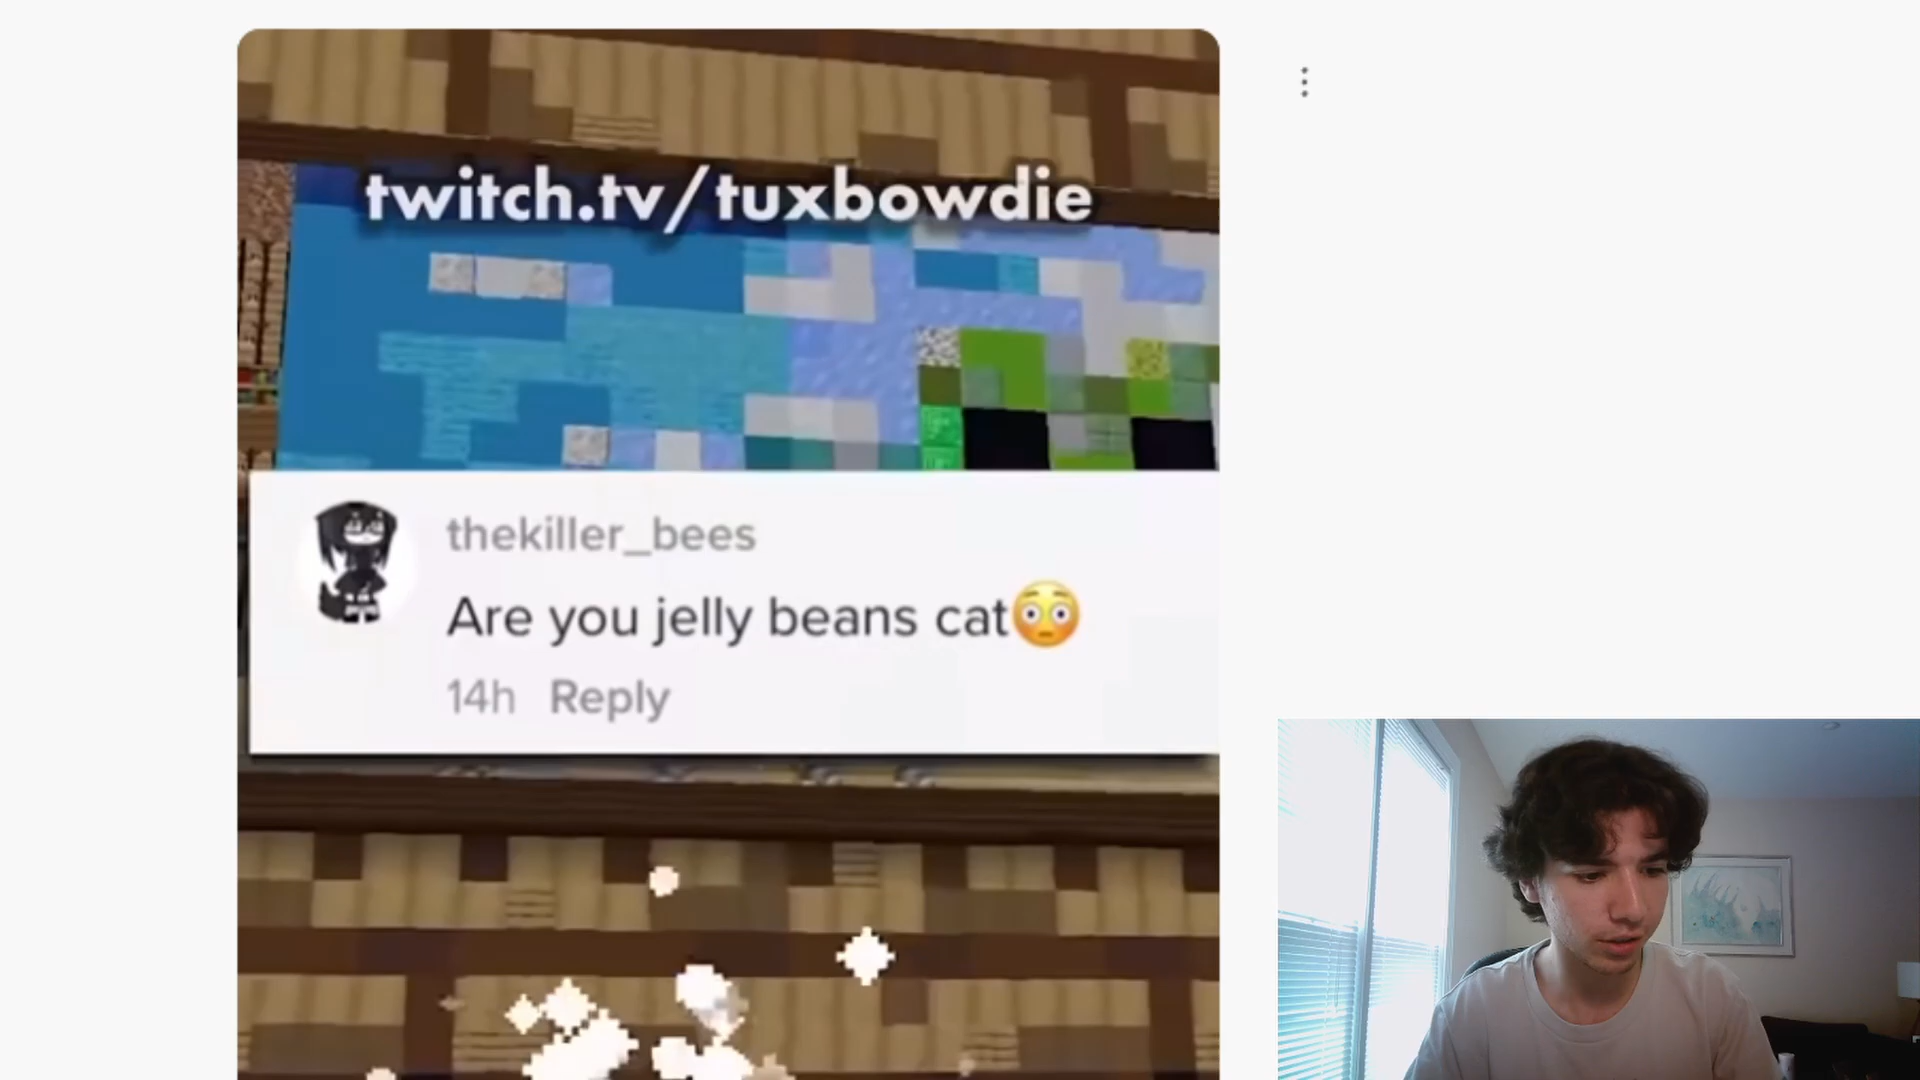 twitch.tv/tuxbowdie
thekiller_bees
Are you jelly beans cat😳
14h Reply